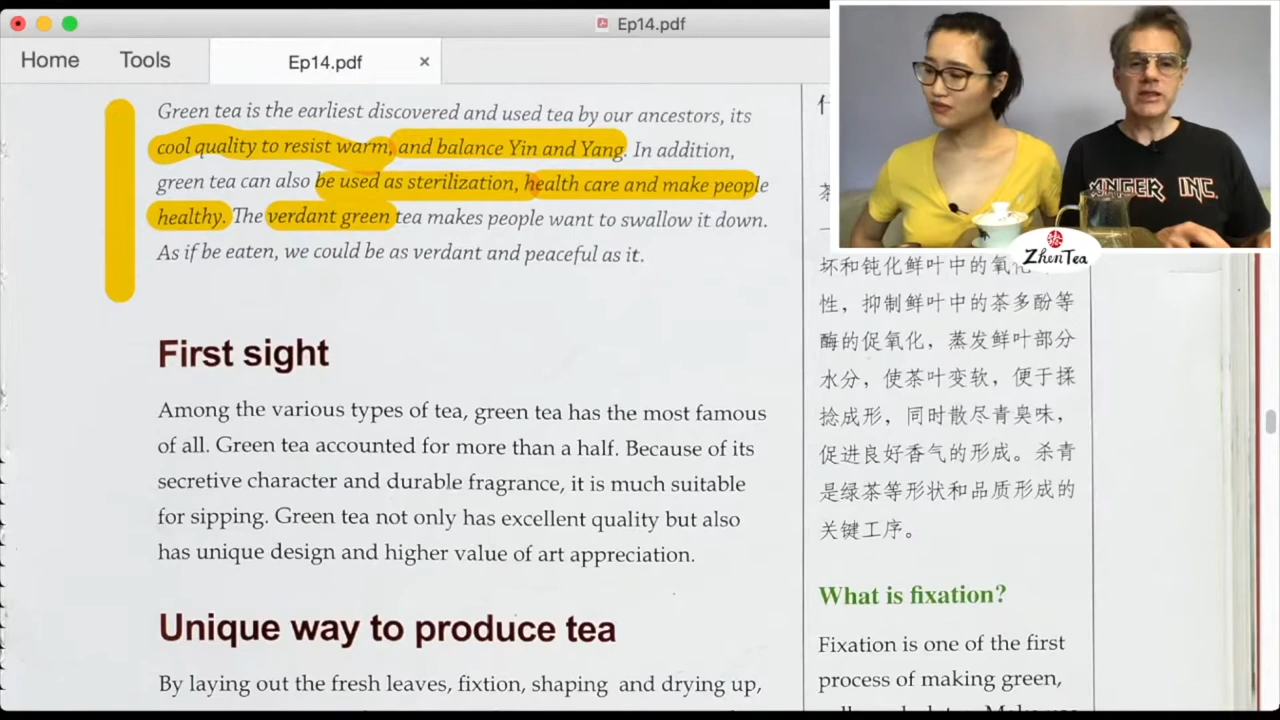 Ep14.pdf
Home
Tools
Ep14.pdf
×
Green tea is the earliest discovered and used tea by our ancestors, its
cool quality to resist warm, and balance Yin and Yang. In addition,
green tea can also be used as sterilization, health care and make people
healthy. The verdant green tea makes people want to swallow it down.
As if be eaten, we could be as verdant and peaceful as it.
First sight
Among the various types of tea, green tea has the most famous
of all. Green tea accounted for more than a half. Because of its
secretive character and durable fragrance, it is much suitable
for sipping. Green tea not only has excellent quality but also
has unique design and higher value of art appreciation.
Unique way to produce tea
By laying out the fresh leaves, fixtion, shaping and drying up,
坏和钝化鲜叶中的氧化
性，抑制鲜叶中的茶多酚等
酶的促氧化，蒸发鲜叶部分
水分，使茶叶变软，便于揉
捻成形，同时散尽青臭味，
促进良好香气的形成。杀青
是绿茶等形状和品质形成的
关键工序。
What is fixation?
Fixation is one of the first
process of making green,
INC.
ZhenTea